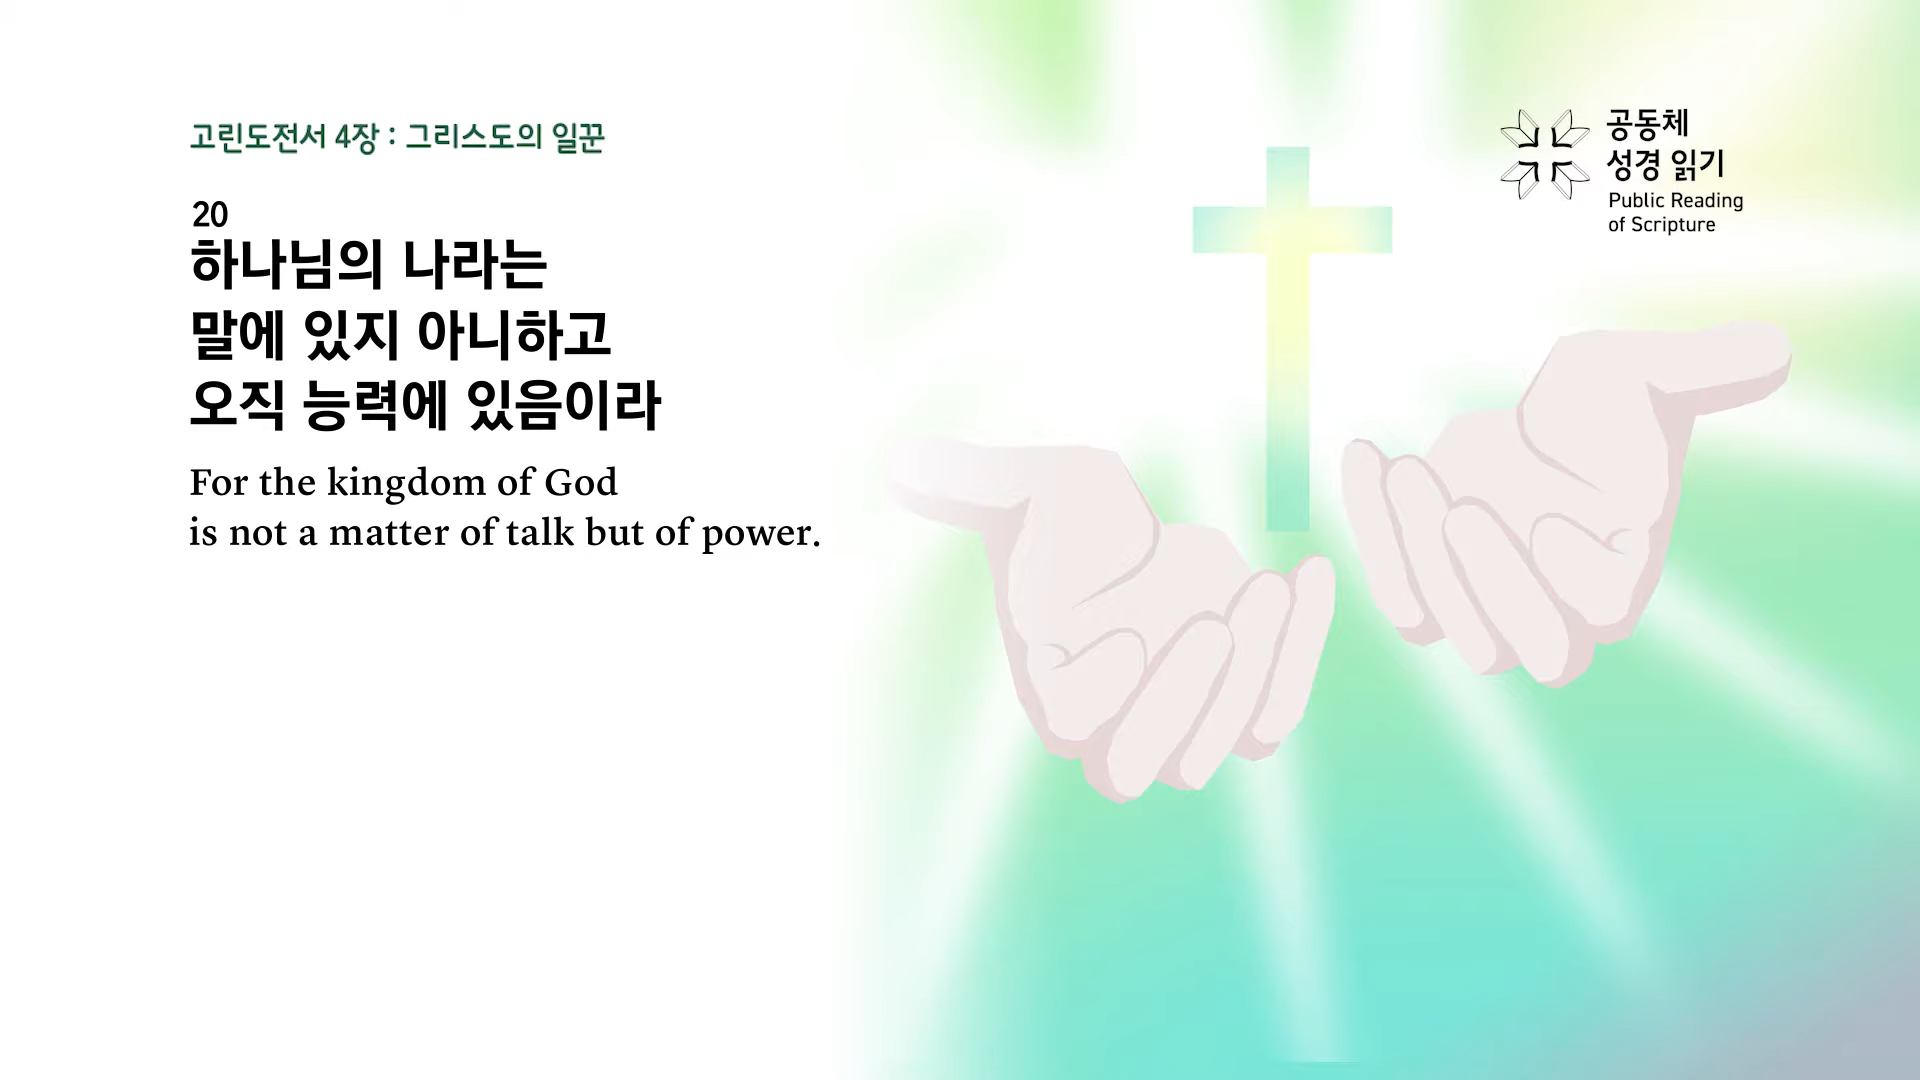 고린도전서 4장 : 그리스도의 일꾼
20
하나님의 나라는
말에 있지 아니하고
오직 능력에 있음이라
For the kingdom of God
is not a matter of talk but of power.
공동체
성경 읽기
Public Reading
of Scripture